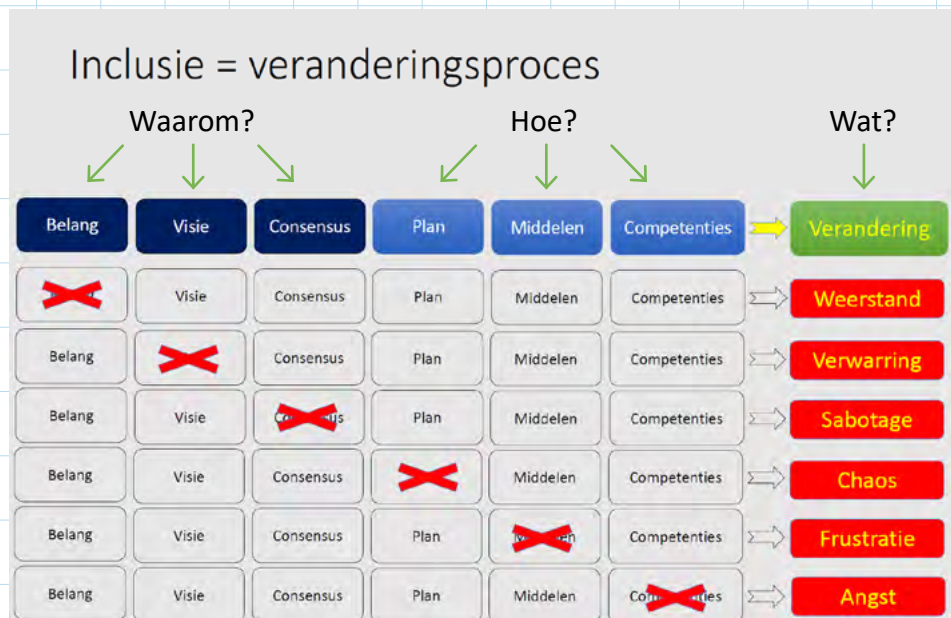 Inclusie = veranderingsproces
Waarom? Hoe? Wat?
Belang Visie Consensus Plan Middelen Competenties Verandering
Visie Consensus Plan Middelen Competenties Weerstand
Belang Consensus Plan Middelen Competenties Verwarring
Belang Visie Plan Middelen Competenties Sabotage
Belang Visie Consensus Middelen Competenties Chaos
Belang Visie Consensus Plan Competenties Frustratie
Belang Visie Consensus Plan Middelen Angst